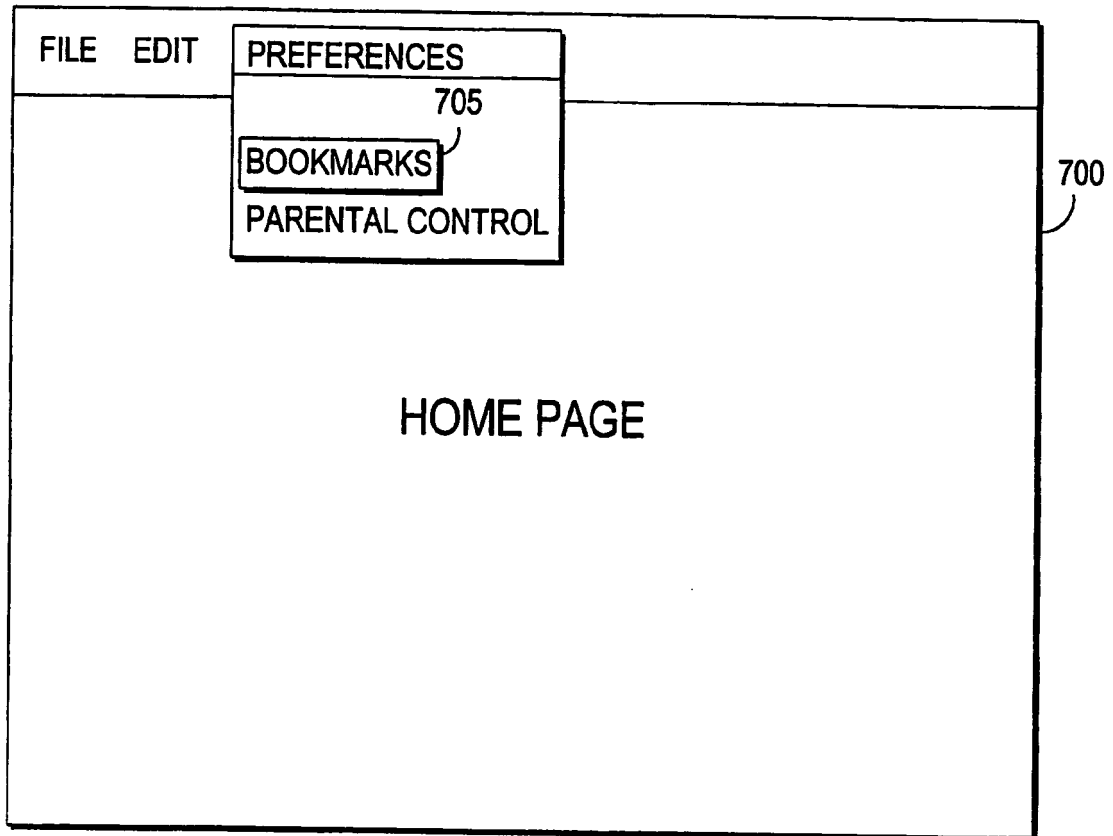 FILE EDIT PREFERENCES
705
BOOKMARKS
700
PARENTAL CONTROL
HOME PAGE